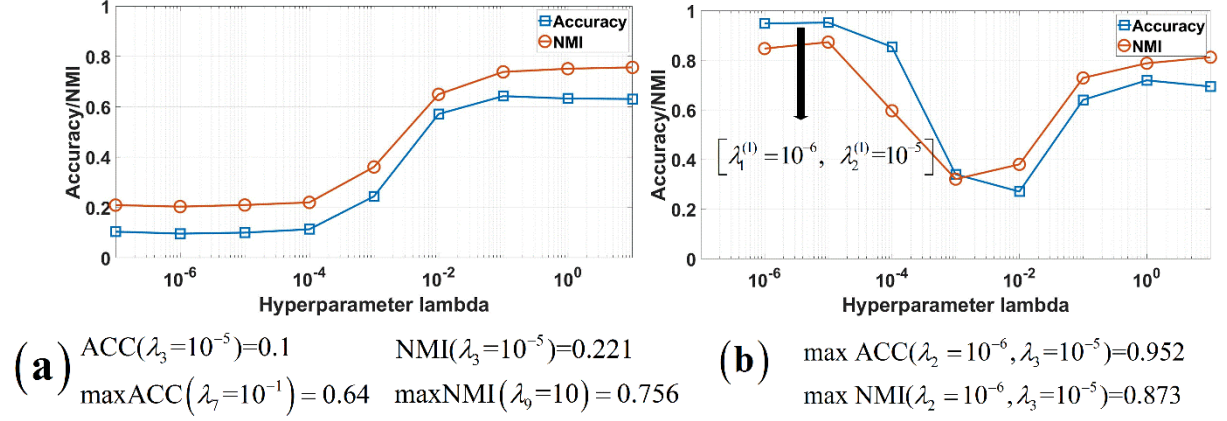 1
0.8
0.6
0.4
0.2
0
Accuracy/NMI
Accuracy
NMI
10⁻⁶
10⁻⁴
10⁻²
10⁰
Hyperparameter lambda
1
0.8
0.6
0.4
0.2
0
Accuracy/NMI
Accuracy
NMI
[λ₁⁽¹⁾=10⁻⁶, λ₂⁽¹⁾=10⁻⁵]
10⁻⁶
10⁻⁴
10⁻²
10⁰
Hyperparameter lambda
(a)
ACC(λ₃=10⁻⁵)=0.1
NMI(λ₃=10⁻⁵)=0.221
maxACC(λ₇=10⁻¹) = 0.64
maxNMI(λ₉=10) = 0.756
(b)
max ACC(λ₂ = 10⁻⁶, λ₃=10⁻⁵)=0.952
max NMI(λ₂ = 10⁻⁶, λ₃=10⁻⁵)=0.873